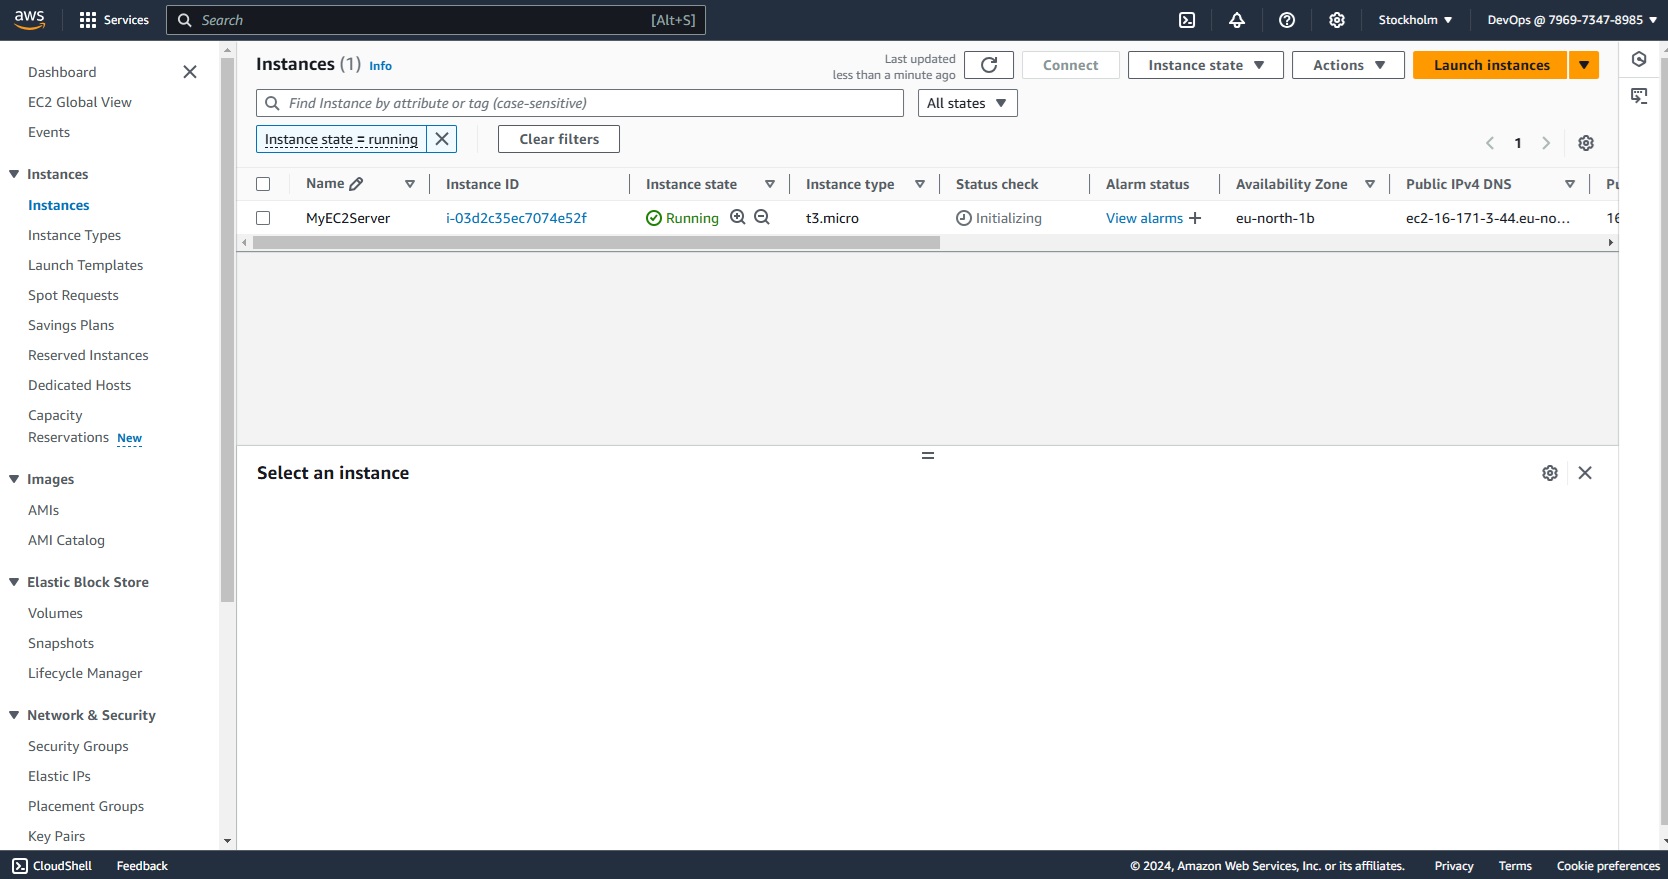 aws
Services
Search
[Alt+S]
Stockholm
DevOps @ 7969-7347-8985
Dashboard
EC2 Global View
Events
Instances
Instances
Instance Types
Launch Templates
Spot Requests
Savings Plans
Reserved Instances
Dedicated Hosts
Capacity
Reservations New
Images
AMIs
AMI Catalog
Elastic Block Store
Volumes
Snapshots
Lifecycle Manager
Network & Security
Security Groups
Elastic IPs
Placement Groups
Key Pairs
Instances (1) Info
Last updated
less than a minute ago
Connect
Instance state
Actions
Launch instances
Find Instance by attribute or tag (case-sensitive)
All states
Instance state = running
Clear filters
1
Name Instance ID Instance state Instance type Status check Alarm status Availability Zone Public IPv4 DNS
MyEC2Server i-03d2c35ec7074e52f Running t3.micro Initializing View alarms + eu-north-1b ec2-16-171-3-44.eu-no... 16
Select an instance
CloudShell Feedback © 2024, Amazon Web Services, Inc. or its affiliates. Privacy Terms Cookie preferences